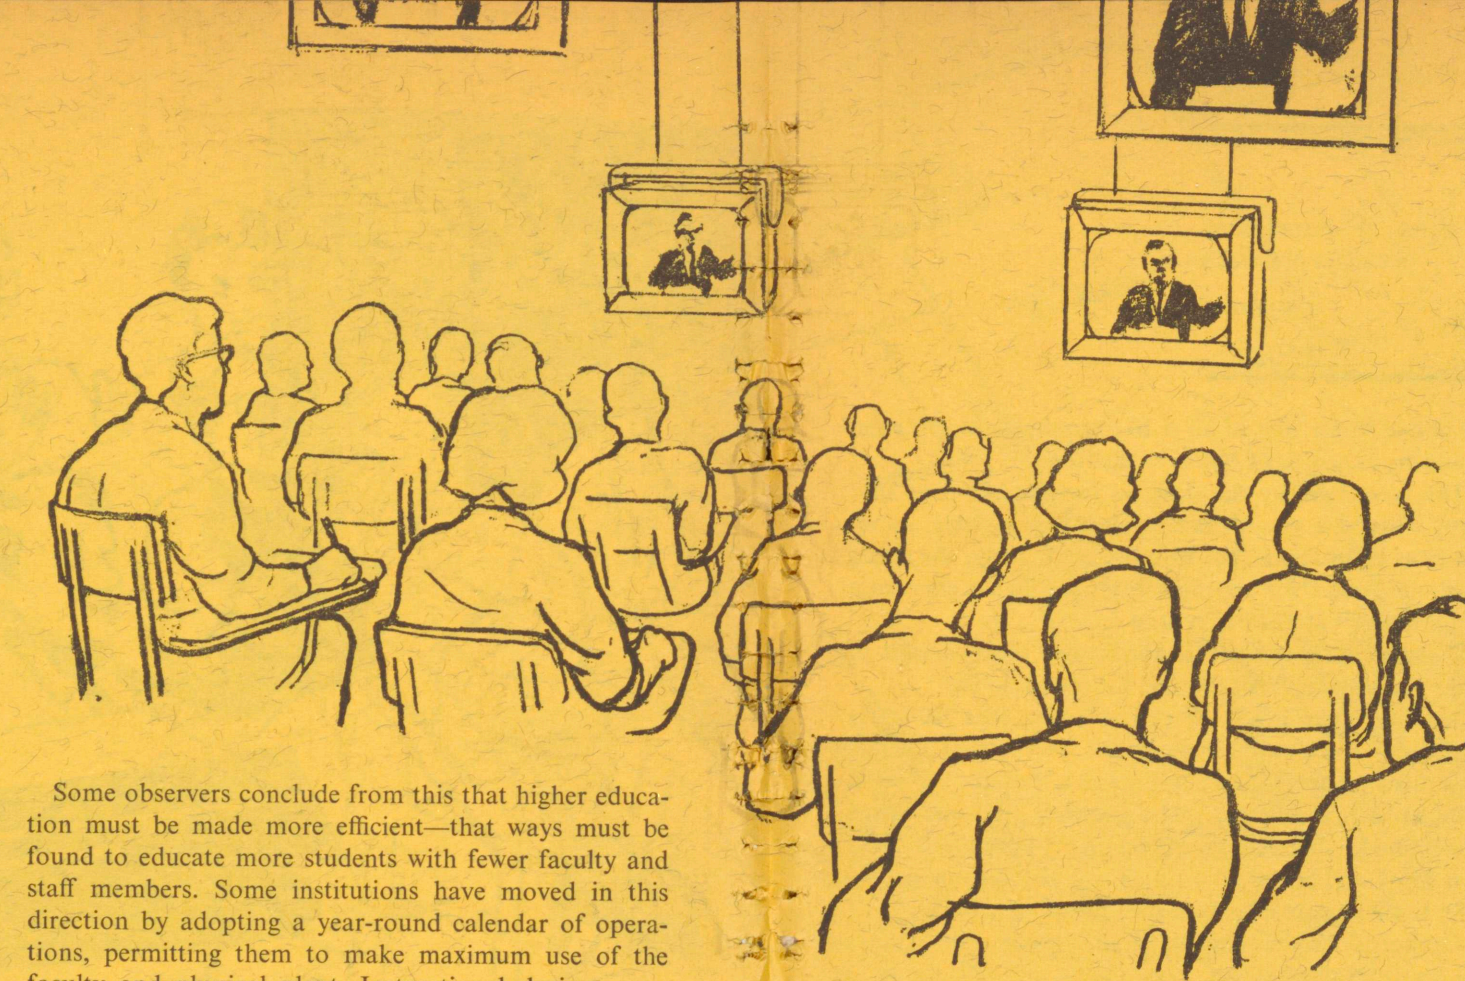 Some observers conclude from this that higher educa-
tion must be made more efficient—that ways must be
found to educate more students with fewer faculty and
staff members. Some institutions have moved in this
direction by adopting a year-round calendar of opera-
tions, permitting them to make maximum use of the